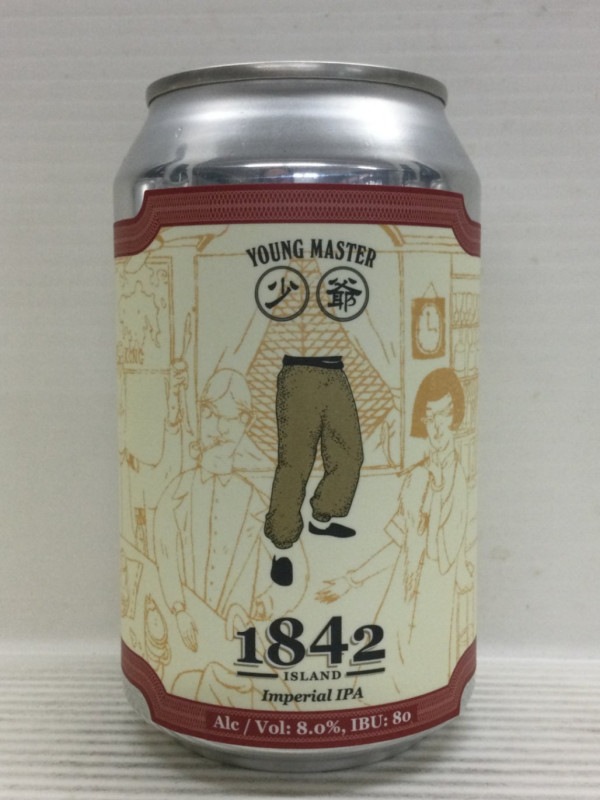 YOUNG MASTER
少爺
1842
ISLAND
Imperial IPA
Alc / Vol: 8.0%, IBU: 80